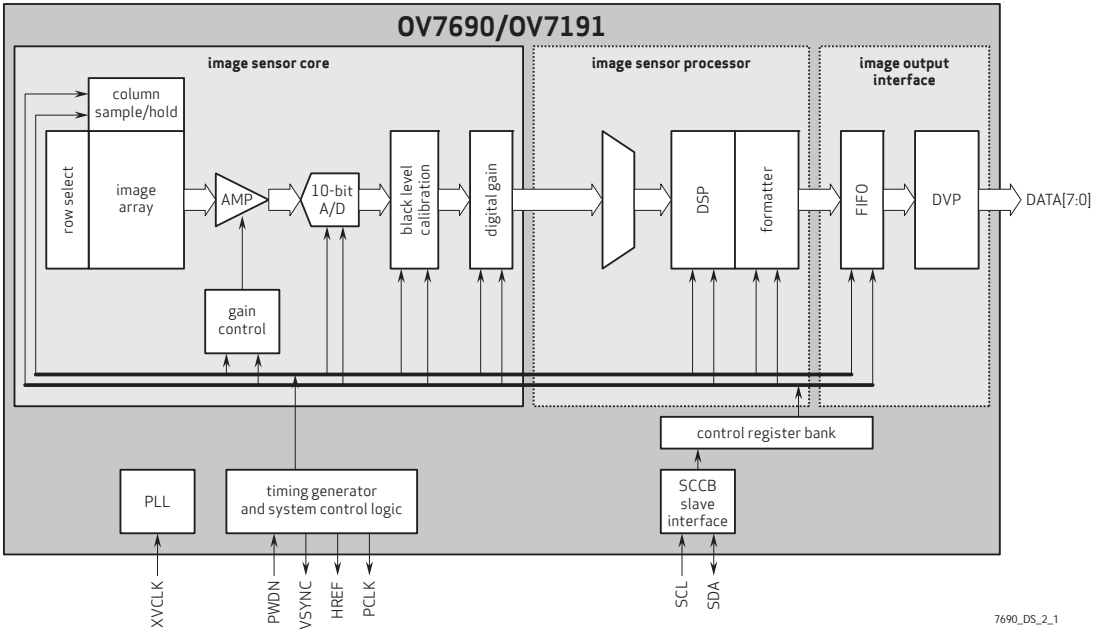 OV7690/OV7191
image sensor core
image sensor processor
image output
interface
column
sample/hold
row select
image
array
AMP
10-bit
A/D
black level
calibration
digital gain
DSP
formatter
FIFO
DVP
DATA[7:0]
gain
control
control register bank
PLL
timing generator
and system control logic
SCCB
slave
interface
XVCLK
PWDN
VSYNC
HREF
PCLK
SCL
SDA
7690_DS_2_1